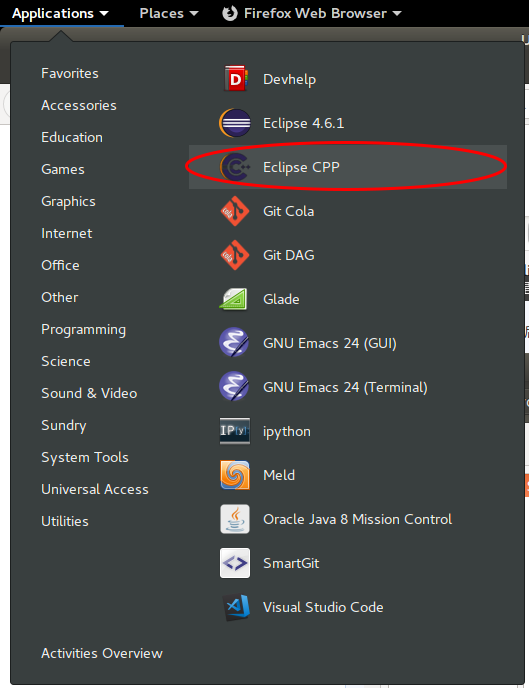 Applications Places Firefox Web Browser
Favorites
Accessories
Education
Games
Graphics
Internet
Office
Other
Programming
Science
Sound & Video
Sundry
System Tools
Universal Access
Utilities
Activities Overview
Devhelp
Eclipse 4.6.1
Eclipse CPP
Git Cola
Git DAG
Glade
GNU Emacs 24 (GUI)
GNU Emacs 24 (Terminal)
ipython
Meld
Oracle Java 8 Mission Control
SmartGit
Visual Studio Code